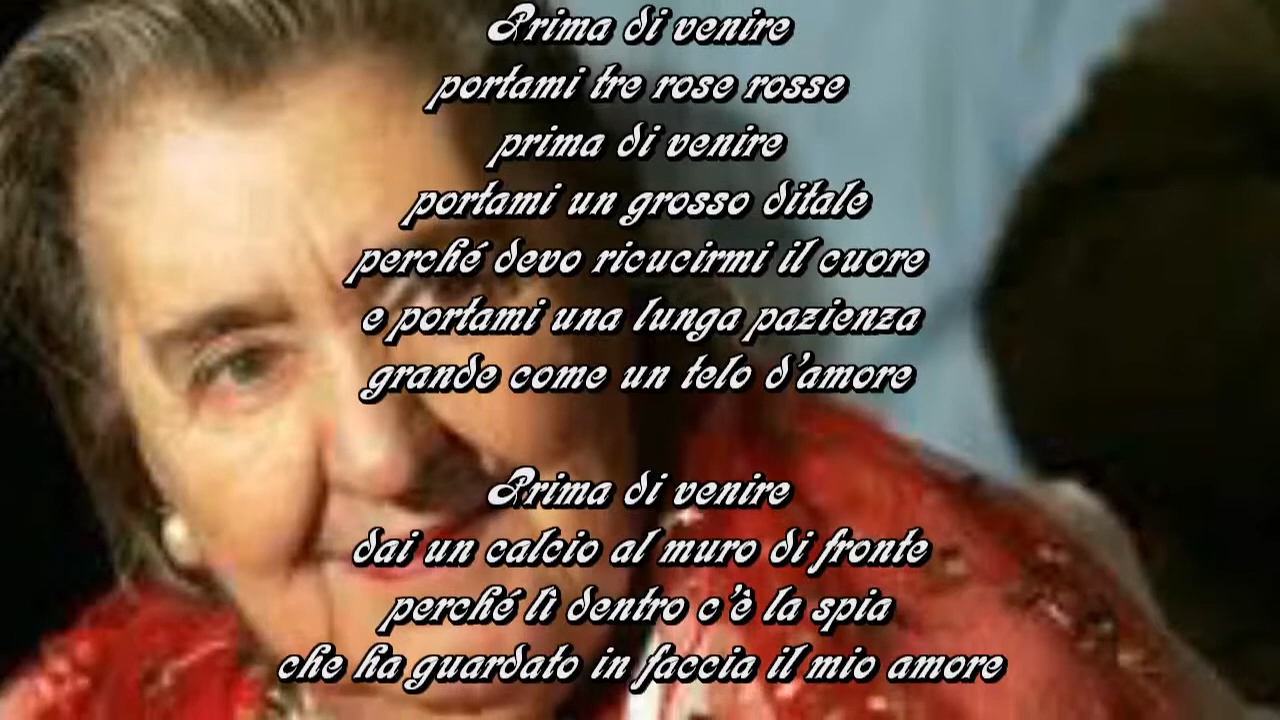 Prima di venire
portami tre rose rosse
prima di venire
portami un grosso ditale
perché devo ricucirmi il cuore
e portami una lunga pazienza
grande come un telo d'amore
Prima di venire
dai un calcio al muro di fronte
perché lì dentro c'è la spia
che ha guardato in faccia il mio amore